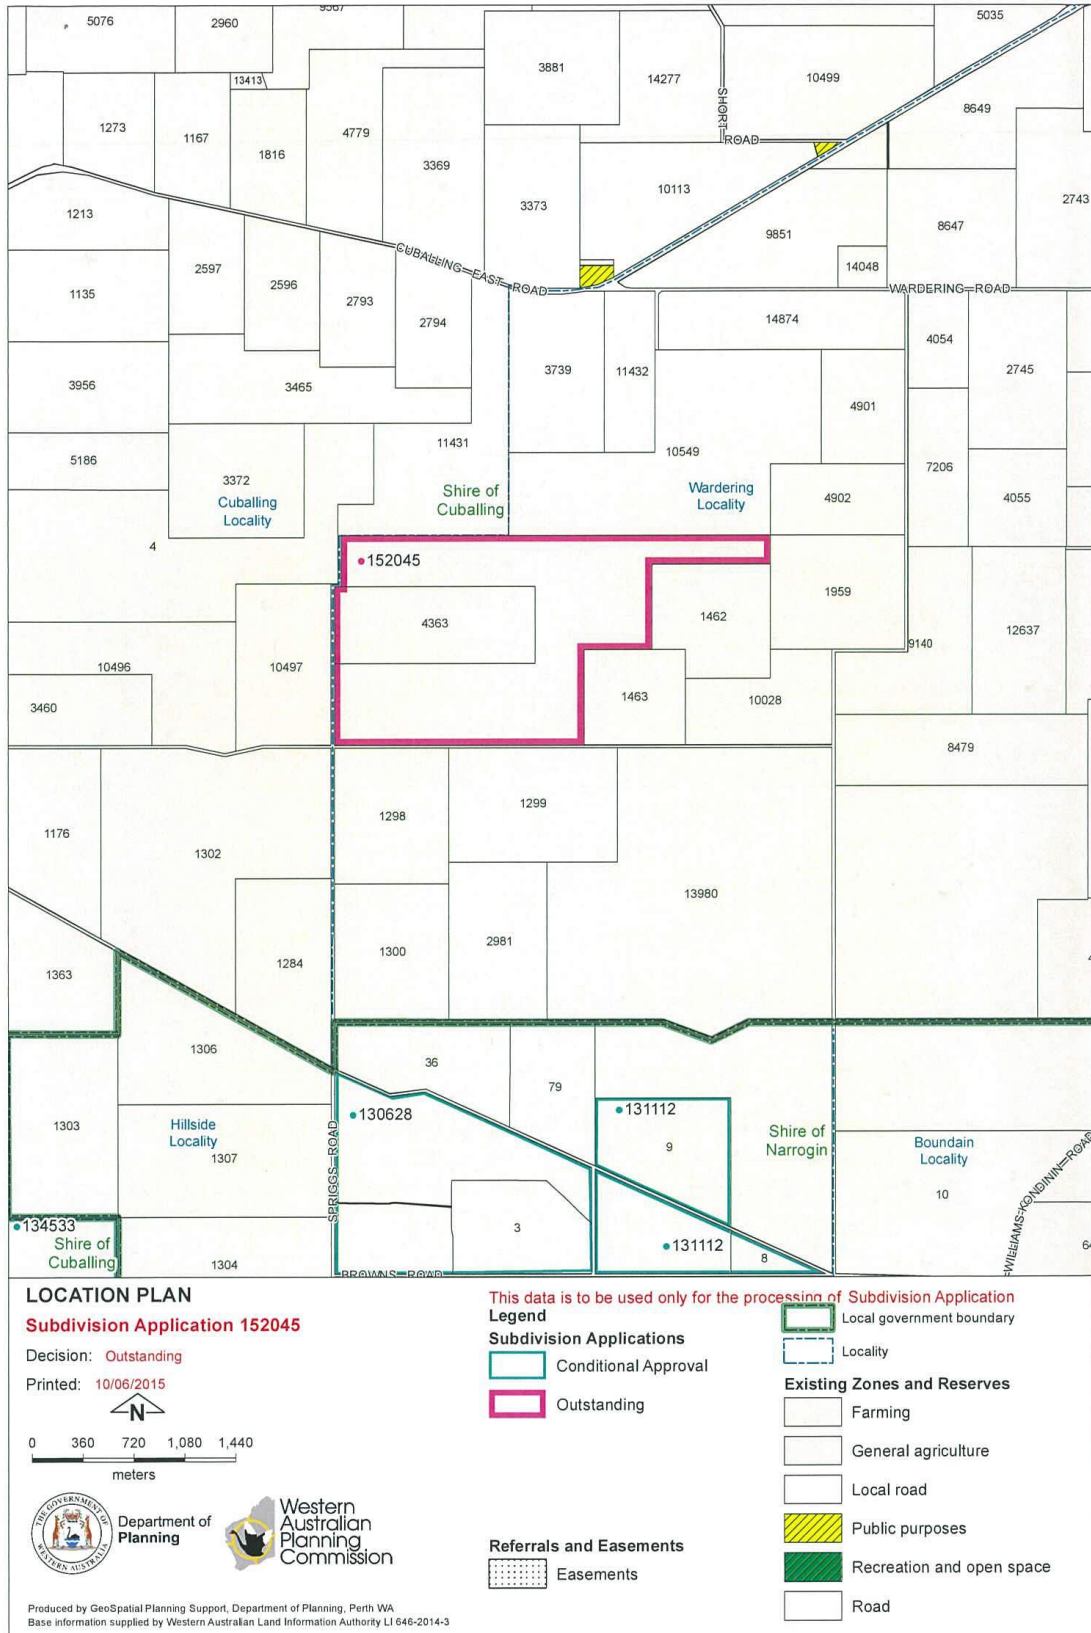 5076
2960
9567
5035
3881
14277
10499
13413
8649
1273
1167
1816
4779
3369
SHORT
ROAD
3373
10113
2743
1213
9851
8647
2597
CUBALLING EAST ROAD
14048
1135
2596
2793
2794
WARDERING ROAD
14874
4054
3956
3465
3739
11432
2745
4901
11431
10549
5186
7206
3372
Cuballing
Locality
Shire of
Cuballing
Wardering
Locality
4902
4055
4
152045
4363
1462
1959
12637
9140
10496
10497
3460
1463
10028
8479
1176
1302
1298
1299
13980
1284
1300
2981
1363
1306
36
79
1303
Hillside
Locality
1307
130628
131112
9
Shire of
Narrogin
Boundain
Locality
10
SPRIGGS ROAD
WILLIAMS-KONDININ ROAD
134533
Shire of
Cuballing
1304
3
131112
8
BROWNS ROAD
LOCATION PLAN
Subdivision Application 152045
Decision: Outstanding
Printed: 10/06/2015
N
0 360 720 1,080 1,440
meters
THE GOVERNMENT OF
WESTERN AUSTRALIA
Department of
Planning
Western
Australian
Planning
Commission
Produced by GeoSpatial Planning Support, Department of Planning, Perth WA
Base information supplied by Western Australian Land Information Authority LI 646-2014-3
This data is to be used only for the processing of Subdivision Application
Legend
Subdivision Applications
Conditional Approval
Outstanding
Referrals and Easements
Easements
Local government boundary
Locality
Existing Zones and Reserves
Farming
General agriculture
Local road
Public purposes
Recreation and open space
Road